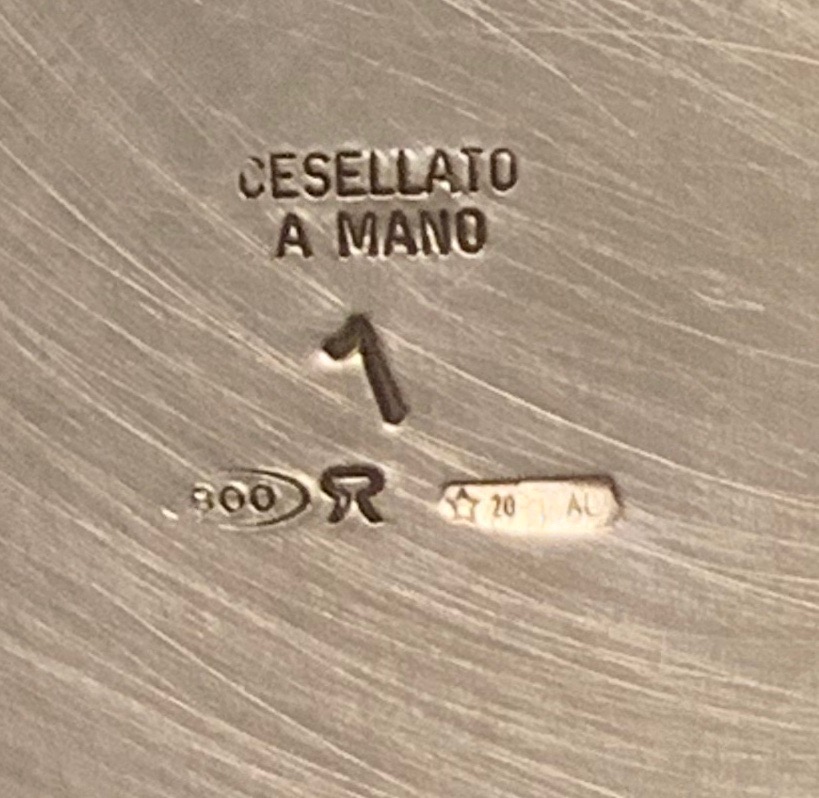 CESELLATO
A MANO
1
800 R ☆ 20 AL